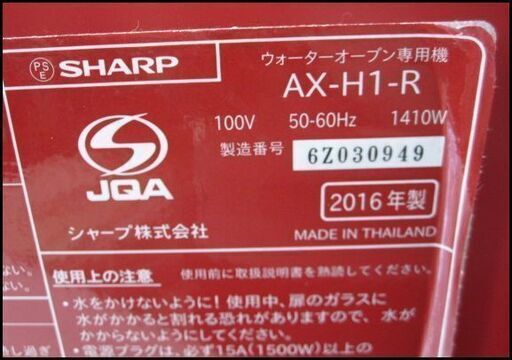 PS
E
SHARP
ウォーターオーブン専用機
AX-H1-R
100V 50-60Hz 1410W
製造番号 6Z030949
JQA
2016年製
シャープ株式会社
MADE IN THAILAND
使用上の注意 使用前に取扱説明書を熟読してください。
・水をかけないように！使用中、扉のガラスに
水がかかると割れる恐れがありますので、水が
かからないようにしてください。
・電源プラグは、必ず15A(1500W)以上の
い。
し過ぎ